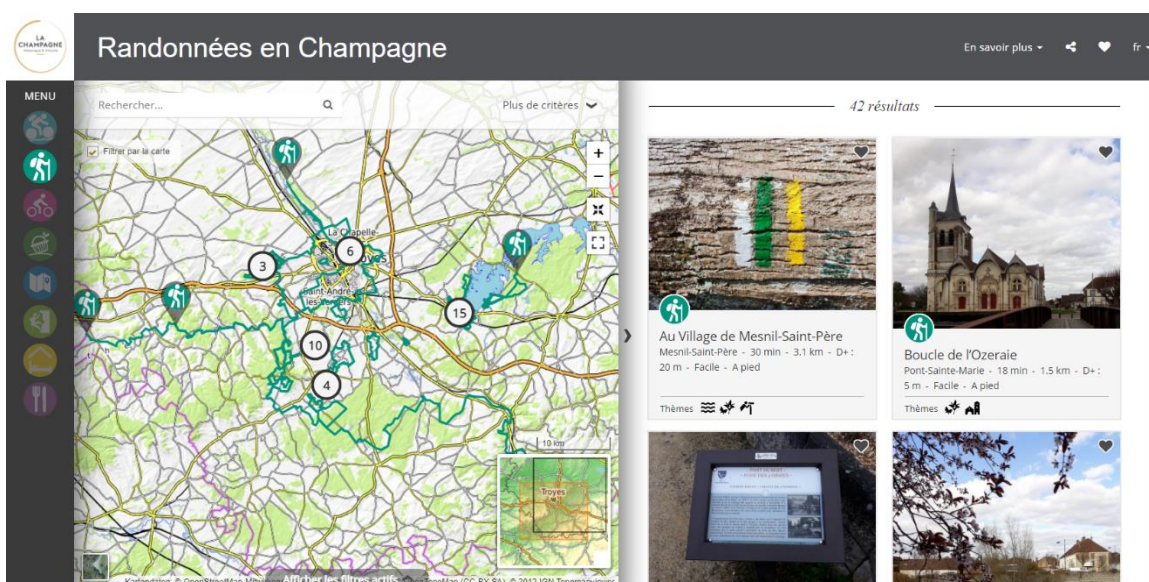 LA
CHAMPAGNE
Randonnées en Champagne
En savoir plus
fr
MENU
Rechercher...
Plus de critères
Filtrer par la carte
+
−
La Chapelle-
6
3
Saint-André-
les-Vergers
15
10
4
10 km
Troyes
Afficher les filtres actifs
42 résultats
Au Village de Mesnil-Saint-Père
Mesnil-Saint-Père - 30 min - 3.1 km - D+ :
20 m - Facile - A pied
Thèmes
Boucle de l'Ozeraie
Pont-Sainte-Marie - 18 min - 1.5 km - D+ :
5 m - Facile - A pied
Thèmes